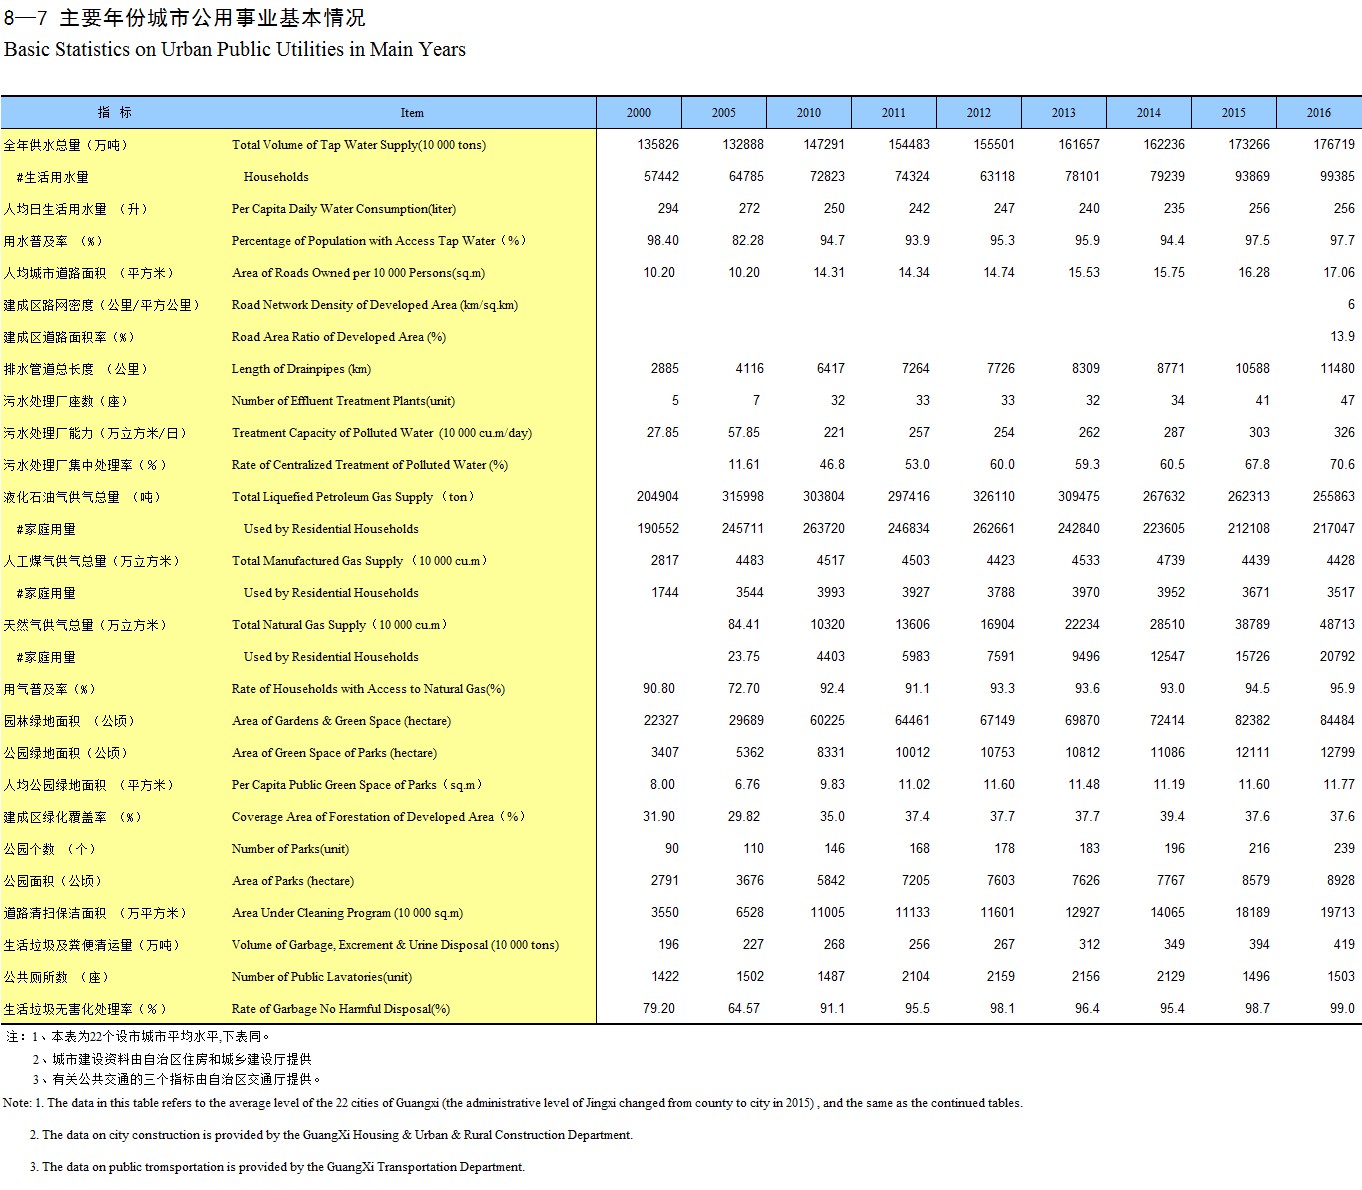 8—7 主要年份城市公用事业基本情况
Basic Statistics on Urban Public Utilities in Main Years
指 标 Item 2000 2005 2010 2011 2012 2013 2014 2015 2016
全年供水总量（万吨） Total Volume of Tap Water Supply(10 000 tons) 135826 132888 147291 154483 155501 161657 162236 173266 176719
#生活用水量 Households 57442 64785 72823 74324 63118 78101 79239 93869 99385
人均日生活用水量 （升） Per Capita Daily Water Consumption(liter) 294 272 250 242 247 240 235 256 256
用水普及率 （%） Percentage of Population with Access Tap Water（%） 98.40 82.28 94.7 93.9 95.3 95.9 94.4 97.5 97.7
人均城市道路面积 （平方米） Area of Roads Owned per 10 000 Persons(sq.m) 10.20 10.20 14.31 14.34 14.74 15.53 15.75 16.28 17.06
建成区路网密度（公里/平方公里） Road Network Density of Developed Area (km/sq.km) 6
建成区道路面积率（%） Road Area Ratio of Developed Area (%) 13.9
排水管道总长度 （公里） Length of Drainpipes (km) 2885 4116 6417 7264 7726 8309 8771 10588 11480
污水处理厂座数（座） Number of Effluent Treatment Plants(unit) 5 7 32 33 33 32 34 41 47
污水处理厂能力（万立方米/日） Treatment Capacity of Polluted Water (10 000 cu.m/day) 27.85 57.85 221 257 254 262 287 303 326
污水处理厂集中处理率（%） Rate of Centralized Treatment of Polluted Water (%) 11.61 46.8 53.0 60.0 59.3 60.5 67.8 70.6
液化石油气供气总量 （吨） Total Liquefied Petroleum Gas Supply （ton） 204904 315998 303804 297416 326110 309475 267632 262313 255863
#家庭用量 Used by Residential Households 190552 245711 263720 246834 262661 242840 223605 212108 217047
人工煤气供气总量（万立方米） Total Manufactured Gas Supply （10 000 cu.m） 2817 4483 4517 4503 4423 4533 4739 4439 4428
#家庭用量 Used by Residential Households 1744 3544 3993 3927 3788 3970 3952 3671 3517
天然气供气总量（万立方米） Total Natural Gas Supply（10 000 cu.m） 84.41 10320 13606 16904 22234 28510 38789 48713
#家庭用量 Used by Residential Households 23.75 4403 5983 7591 9496 12547 15726 20792
用气普及率（%） Rate of Households with Access to Natural Gas(%) 90.80 72.70 92.4 91.1 93.3 93.6 93.0 94.5 95.9
园林绿地面积 （公顷） Area of Gardens & Green Space (hectare) 22327 29689 60225 64461 67149 69870 72414 82382 84484
公园绿地面积（公顷） Area of Green Space of Parks (hectare) 3407 5362 8331 10012 10753 10812 11086 12111 12799
人均公园绿地面积 （平方米） Per Capita Public Green Space of Parks（sq.m） 8.00 6.76 9.83 11.02 11.60 11.48 11.19 11.60 11.77
建成区绿化覆盖率 （%） Coverage Area of Forestation of Developed Area（%） 31.90 29.82 35.0 37.4 37.7 37.7 39.4 37.6 37.6
公园个数 （个） Number of Parks(unit) 90 110 146 168 178 183 196 216 239
公园面积（公顷） Area of Parks (hectare) 2791 3676 5842 7205 7603 7626 7767 8579 8928
道路清扫保洁面积 （万平方米） Area Under Cleaning Program (10 000 sq.m) 3550 6528 11005 11133 11601 12927 14065 18189 19713
生活垃圾及粪便清运量（万吨） Volume of Garbage, Excrement & Urine Disposal (10 000 tons) 196 227 268 256 267 312 349 394 419
公共厕所数 （座） Number of Public Lavatories(unit) 1422 1502 1487 2104 2159 2156 2129 1496 1503
生活垃圾无害化处理率（%） Rate of Garbage No Harmful Disposal(%) 79.20 64.57 91.1 95.5 98.1 96.4 95.4 98.7 99.0
注：1、本表为22个设市城市平均水平,下表同。
2、城市建设资料由自治区住房和城乡建设厅提供
3、有关公共交通的三个指标由自治区交通厅提供。
Note: 1. The data in this table refers to the average level of the 22 cities of Guangxi (the administrative level of Jingxi changed from county to city in 2015) , and the same as the continued tables.
2. The data on city construction is provided by the GuangXi Housing & Urban & Rural Construction Department.
3. The data on public tromsportation is provided by the GuangXi Transportation Department.